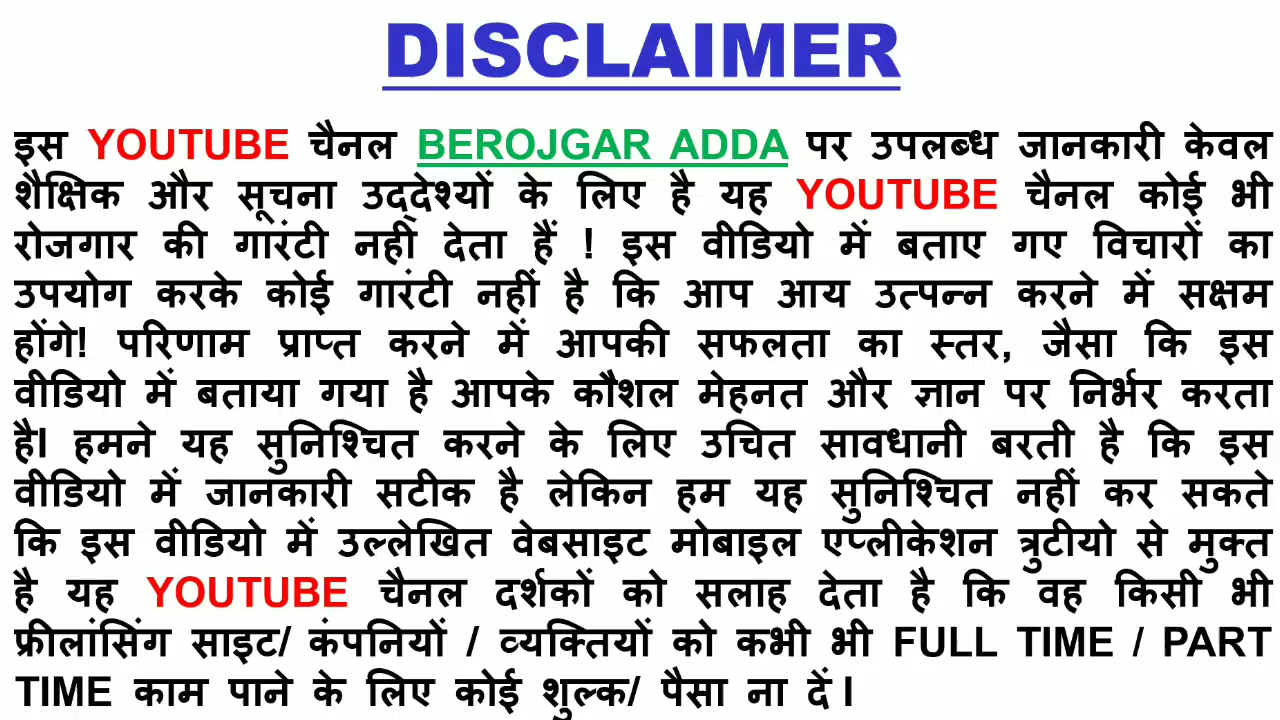 DISCLAIMER
इस YOUTUBE चैनल BEROJGAR ADDA पर उपलब्ध जानकारी केवल
शैक्षिक और सूचना उद्देश्यों के लिए है यह YOUTUBE चैनल कोई भी
रोजगार की गारंटी नहीं देता हैं ! इस वीडियो में बताए गए विचारों का
उपयोग करके कोई गारंटी नहीं है कि आप आय उत्पन्न करने में सक्षम
होंगे! परिणाम प्राप्त करने में आपकी सफलता का स्तर, जैसा कि इस
वीडियो में बताया गया है आपके कौशल मेहनत और ज्ञान पर निर्भर करता
है। हमने यह सुनिश्चित करने के लिए उचित सावधानी बरती है कि इस
वीडियो में जानकारी सटीक है लेकिन हम यह सुनिश्चित नहीं कर सकते
कि इस वीडियो में उल्लेखित वेबसाइट मोबाइल एप्लीकेशन त्रुटीयो से मुक्त
है यह YOUTUBE चैनल दर्शकों को सलाह देता है कि वह किसी भी
फ्रीलांसिंग साइट/ कंपनियों / व्यक्तियों को कभी भी FULL TIME / PART
TIME काम पाने के लिए कोई शुल्क/ पैसा ना दें।